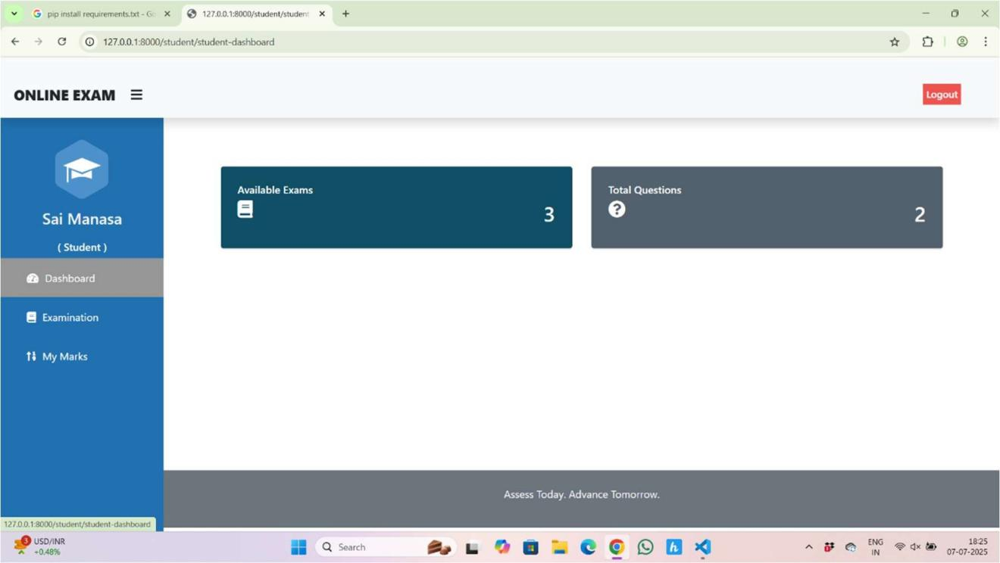 pip install requirements.txt - Go
127.0.0.1:8000/student/student
127.0.0.1:8000/student/student-dashboard
ONLINE EXAM
Logout
Sai Manasa
( Student )
Dashboard
Examination
My Marks
Available Exams
3
Total Questions
2
Assess Today. Advance Tomorrow.
127.0.0.1:8000/student/student-dashboard
3
USD/INR
+0.48%
Search
h
ENG
IN
18:25
07-07-2025